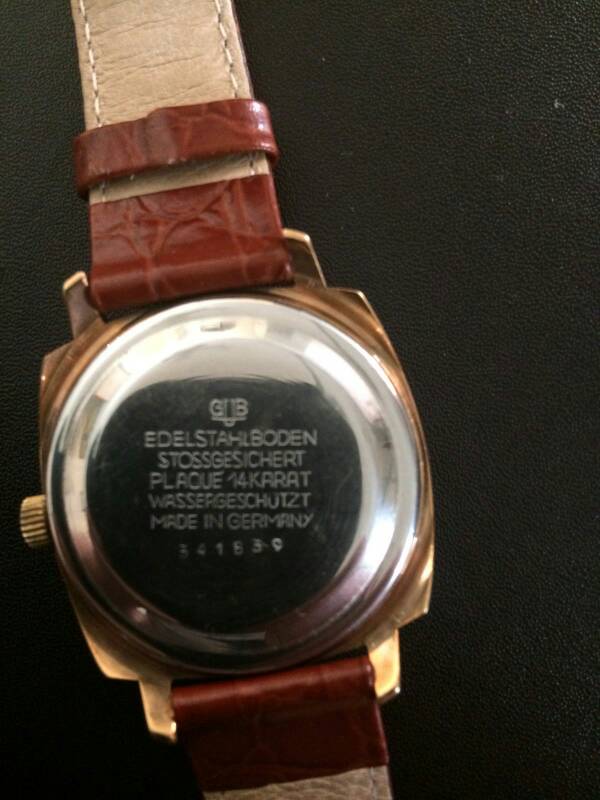 GUB
EDELSTAHLBODEN
STOSSGESICHERT
PLAQUE 14KARAT
WASSERGESCHÜTZT
MADE IN GERMANY